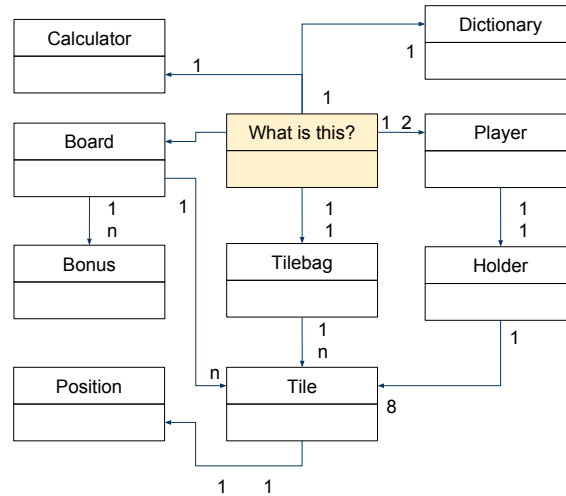 Calculator
Dictionary
1
1
1
Board
What is this?
1 2
Player
1
n
1
1
1
1
1
Bonus
Tilebag
Holder
1
n
1
Position
n
Tile
8
1 1